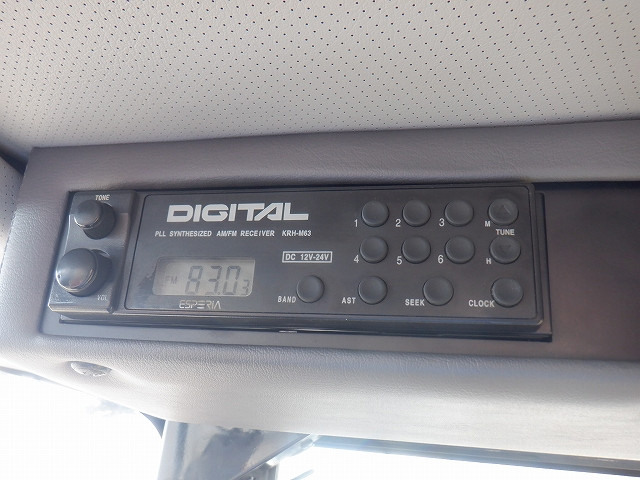 TONE
VOL
DIGITAL
PLL SYNTHESIZED AM/FM RECEIVER KRH-M63
DC 12V-24V
FM 83.0 3
ESPERIA
1 2 3 M
TUNE
4 5 6 H
BAND AST SEEK CLOCK